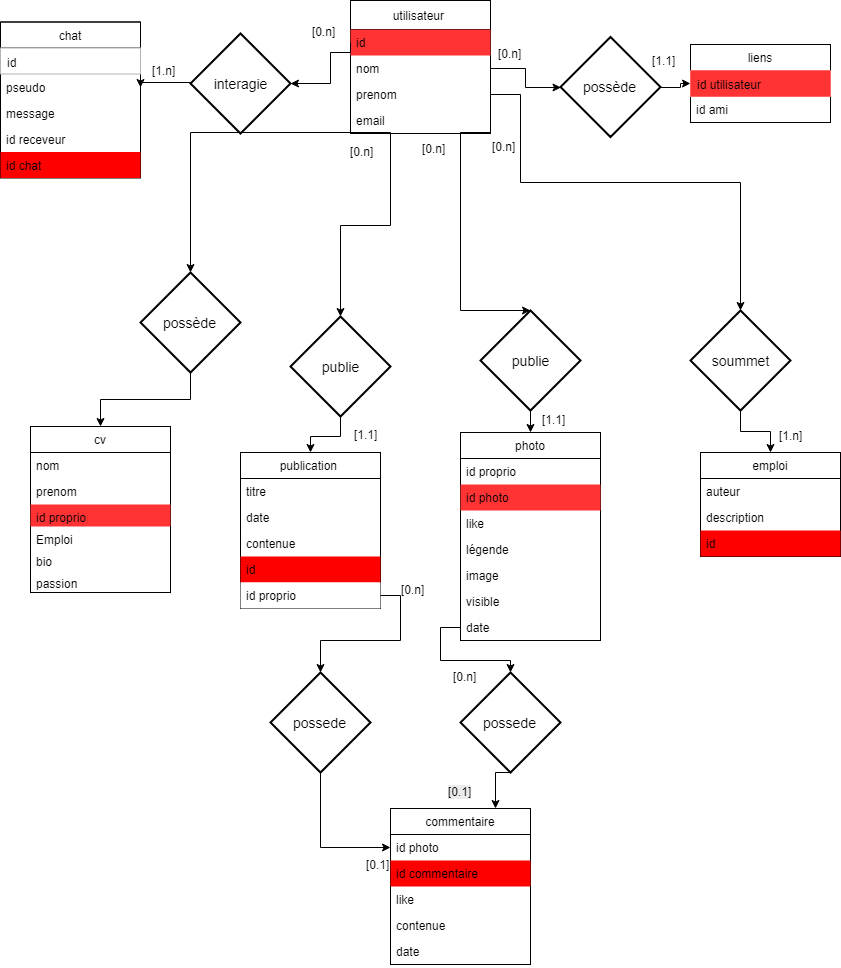 utilisateur
id
nom
prenom
email
chat
id
pseudo
message
id receveur
id chat
[1.n]
interagie
[0.n]
[0.n]
possède
[1.1]
liens
id utilisateur
id ami
[0.n]
[0.n]
[0.n]
possède
publie
publie
soummet
[1.1]
[1.1]
[1.n]
cv
nom
prenom
id proprio
Emploi
bio
passion
publication
titre
date
contenue
id
id proprio
[0.n]
photo
id proprio
id photo
like
légende
image
visible
date
[0.n]
emploi
auteur
description
id
possede
possede
[0.1]
[0.1]
commentaire
id photo
id commentaire
like
contenue
date